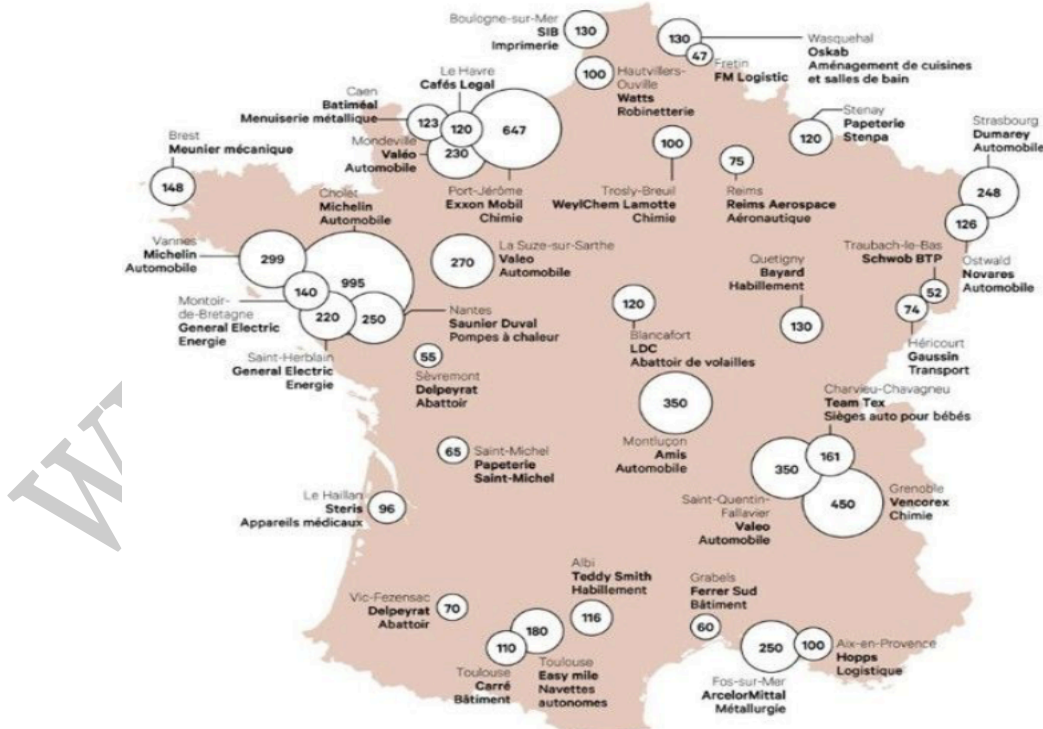 Boulogne-sur-Mer
SIB
Imprimerie
130
130
47
Wasquehal
Oskab
Aménagement de cuisines
et salles de bain
Fretin
FM Logistic
100
Hautvillers-
Ouville
Watts
Robinetterie
Le Havre
Cafés Legal
Caen
Batiméal
Menuiserie métallique
123
120
647
230
Mondeville
Valéo
Automobile
Port-Jérôme
Exxon Mobil
Chimie
100
Trosly-Breuil
WeylChem Lamotte
Chimie
75
Reims
Reims Aerospace
Aéronautique
120
Stenay
Papeterie
Stenpa
Strasbourg
Dumarey
Automobile
248
126
Ostwald
Novares
Automobile
Brest
Meunier mécanique
148
Cholet
Michelin
Automobile
995
Vannes
Michelin
Automobile
299
140
Montoir-
de-Bretagne
General Electric
Energie
220
Saint-Herblain
General Electric
Energie
250
Nantes
Saunier Duval
Pompes à chaleur
270
La Suze-sur-Sarthe
Valeo
Automobile
Traubach-le-Bas
Schwob BTP
52
74
Héricourt
Gaussin
Transport
Quetigny
Bayard
Habillement
130
120
Blancafort
LDC
Abattoir de volailles
55
Sèvremont
Delpeyrat
Abattoir
350
Montluçon
Amis
Automobile
Charvieu-Chavagneu
Team Tex
Sièges auto pour bébés
161
350
450
Saint-Quentin-
Fallavier
Valeo
Automobile
Grenoble
Vencorex
Chimie
65
Saint-Michel
Papeterie
Saint-Michel
Le Haillan
Steris
Appareils médicaux
96
Vic-Fezensac
Delpeyrat
Abattoir
70
Albi
Teddy Smith
Habillement
116
180
110
Toulouse
Carré
Bâtiment
Toulouse
Easy mile
Navettes
autonomes
Grabels
Ferrer Sud
Bâtiment
60
250
100
Aix-en-Provence
Hopps
Logistique
Fos-sur-Mer
ArcelorMittal
Métallurgie